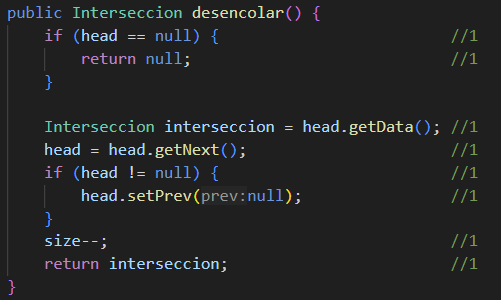 public Interseccion desencolar() {
    if (head == null) {                         //1
        return null;                            //1
    }

    Interseccion interseccion = head.getData(); //1
    head = head.getNext();                      //1
    if (head != null) {                         //1
        head.setPrev(prev:null);                //1
    }
    size--;                                     //1
    return interseccion;                        //1
}